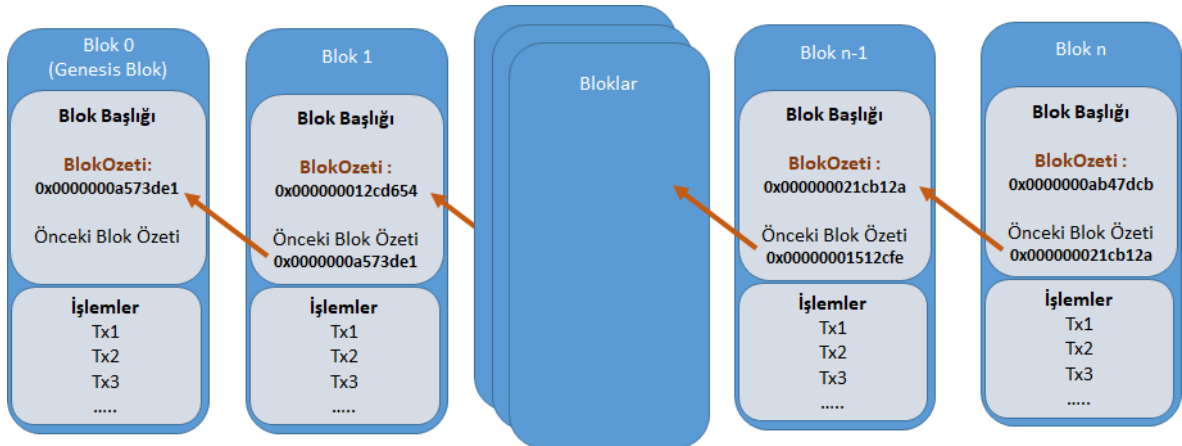 Blok 0
(Genesis Blok)
Blok Başlığı
BlokOzeti:
0x0000000a573de1
Önceki Blok Özeti
İşlemler
Tx1
Tx2
Tx3
.....
Blok 1
Blok Başlığı
BlokOzeti :
0x000000012cd654
Önceki Blok Özeti
0x0000000a573de1
İşlemler
Tx1
Tx2
Tx3
.....
Bloklar
Blok n-1
Blok Başlığı
BlokOzeti :
0x000000021cb12a
Önceki Blok Özeti
0x00000001512cfe
İşlemler
Tx1
Tx2
Tx3
.....
Blok n
Blok Başlığı
BlokOzeti :
0x0000000ab47dcb
Önceki Blok Özeti
0x000000021cb12a
İşlemler
Tx1
Tx2
Tx3
.....